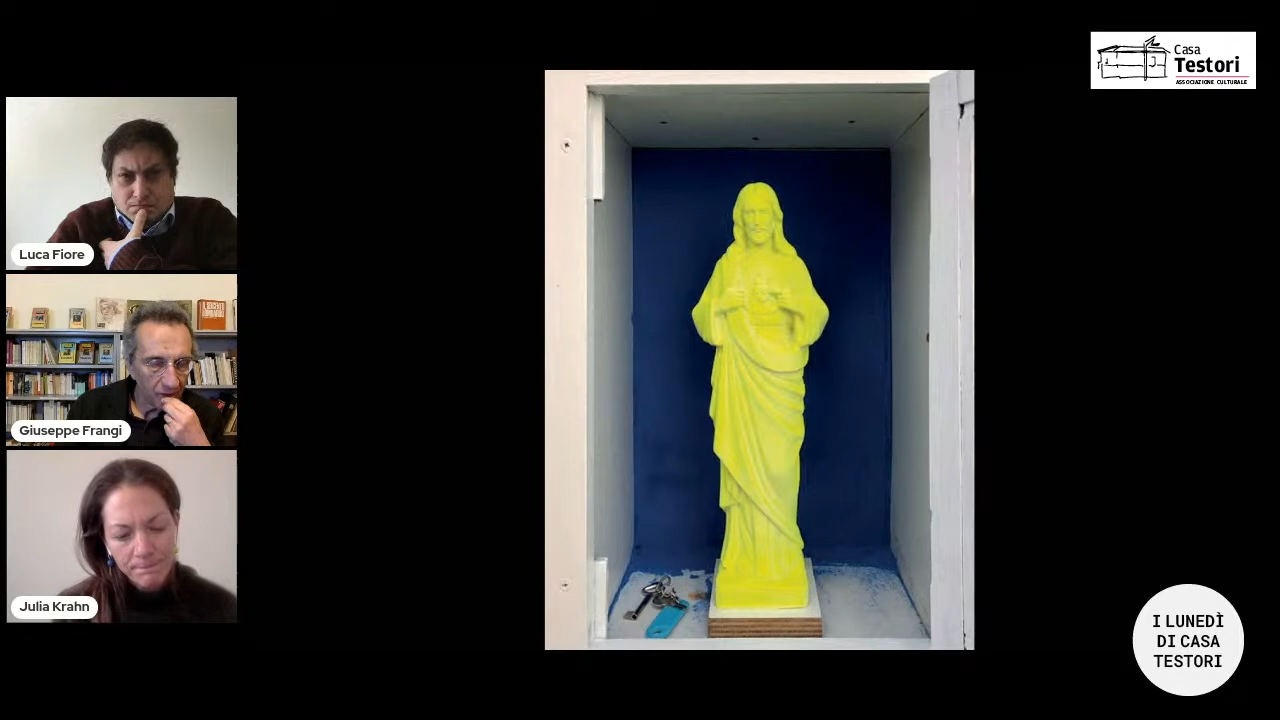 Casa
Testori
ASSOCIAZIONE CULTURALE
Luca Fiore
Giuseppe Frangi
Julia Krahn
I LUNEDÌ
DI CASA
TESTORI